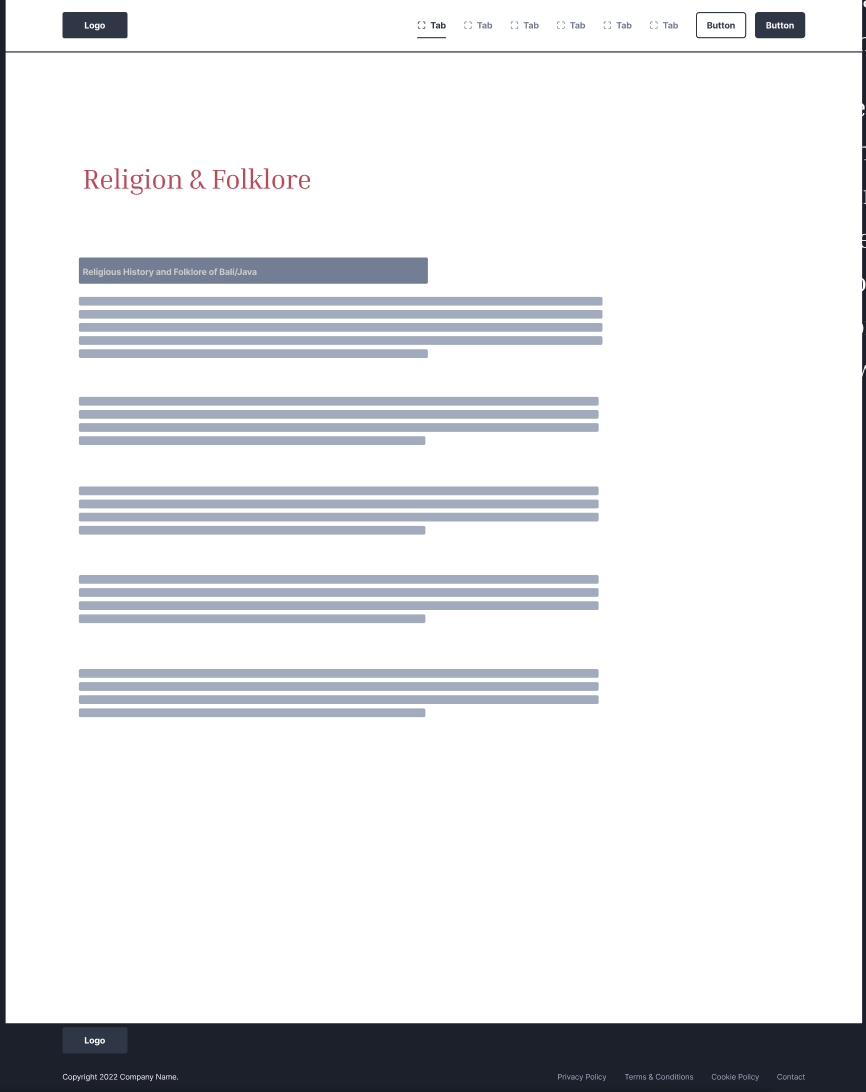 Logo
Tab Tab Tab Tab Tab Tab Button Button
Religion & Folklore
Religious History and Folklore of Bali/Java
Logo
Copyright 2022 Company Name.
Privacy Policy Terms & Conditions Cookie Policy Contact